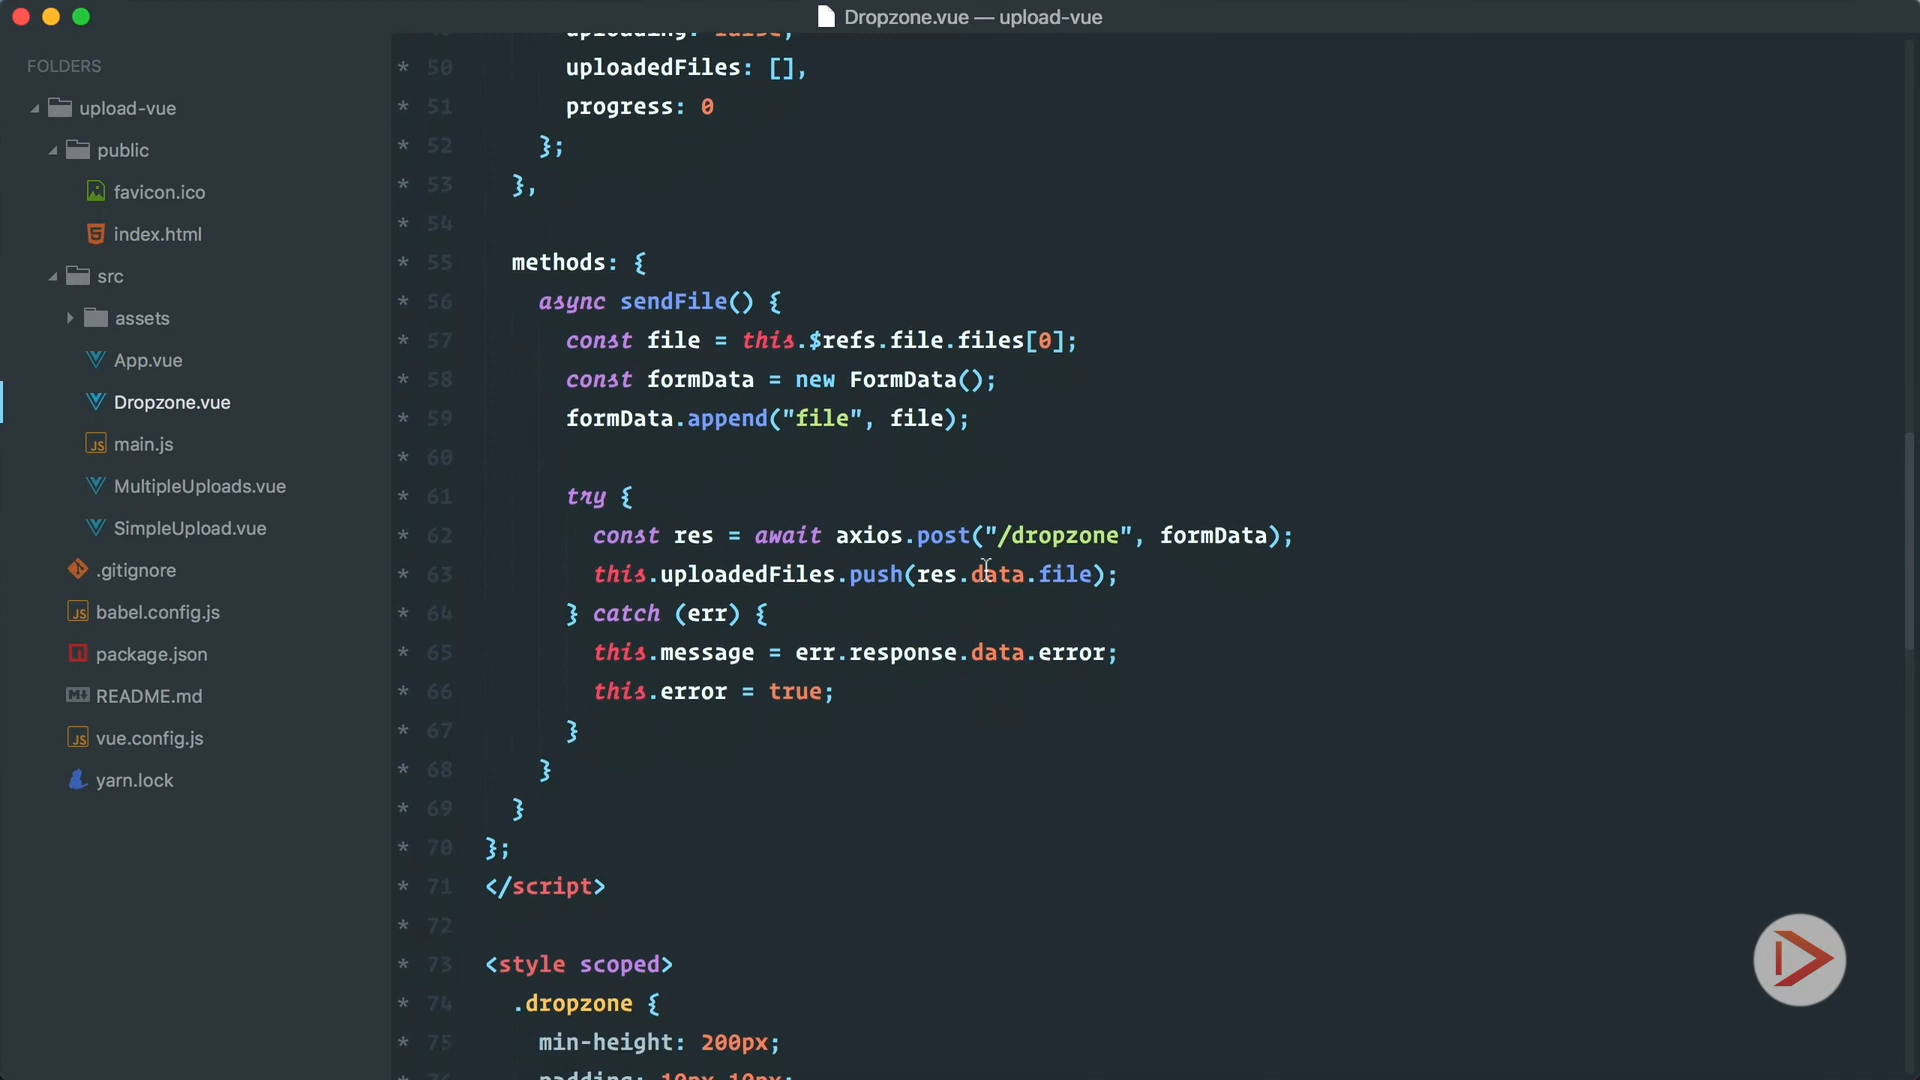 Dropzone.vue — upload-vue
FOLDERS
upload-vue
public
favicon.ico
index.html
src
assets
App.vue
Dropzone.vue
main.js
MultipleUploads.vue
SimpleUpload.vue
.gitignore
babel.config.js
package.json
README.md
vue.config.js
yarn.lock
uploading: false,
* 50 uploadedFiles: [],
* 51 progress: 0
* 52 };
* 53 },
* 54
* 55 methods: {
* 56 async sendFile() {
* 57 const file = this.$refs.file.files[0];
* 58 const formData = new FormData();
* 59 formData.append("file", file);
* 60
* 61 try {
* 62 const res = await axios.post("/dropzone", formData);
* 63 this.uploadedFiles.push(res.data.file);
* 64 } catch (err) {
* 65 this.message = err.response.data.error;
* 66 this.error = true;
* 67 }
* 68 }
* 69 }
* 70 };
* 71 </script>
* 72
* 73 <style scoped>
* 74 .dropzone {
* 75 min-height: 200px;
* 76 padding: 10px 10px;